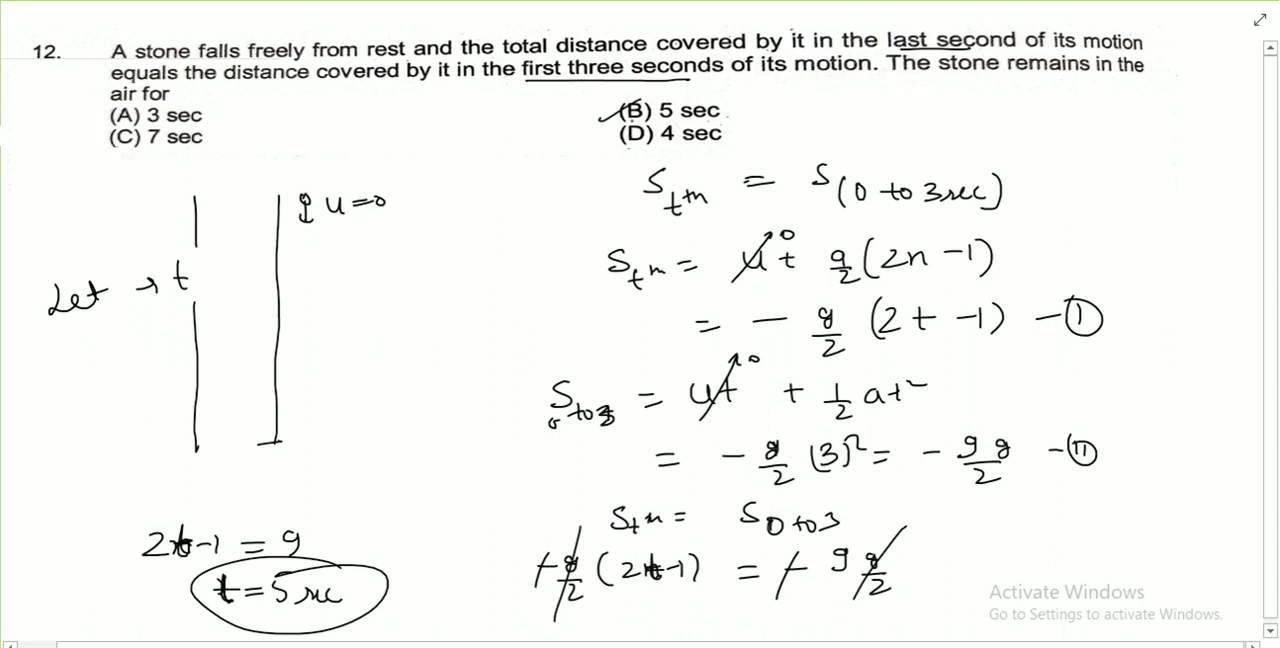 12. A stone falls freely from rest and the total distance covered by it in the last second of its motion
equals the distance covered by it in the first three seconds of its motion. The stone remains in the
air for
(A) 3 sec (B) 5 sec
(C) 7 sec (D) 4 sec
S_tth = S(0 to 3 sec)
u=0
S_tth = u+ g/2 (2n-1)
Let → t
= - g/2 (2t-1) -①
S_0 to 3 = ut + 1/2 at²
= - g/2 (3)² = - 9g/2 -⑪
S_tth = S_0 to 3
2t-1 = 9
- g/2 (2t-1) = - 9 g/2
t = 5 sec
Activate Windows
Go to Settings to activate Windows.